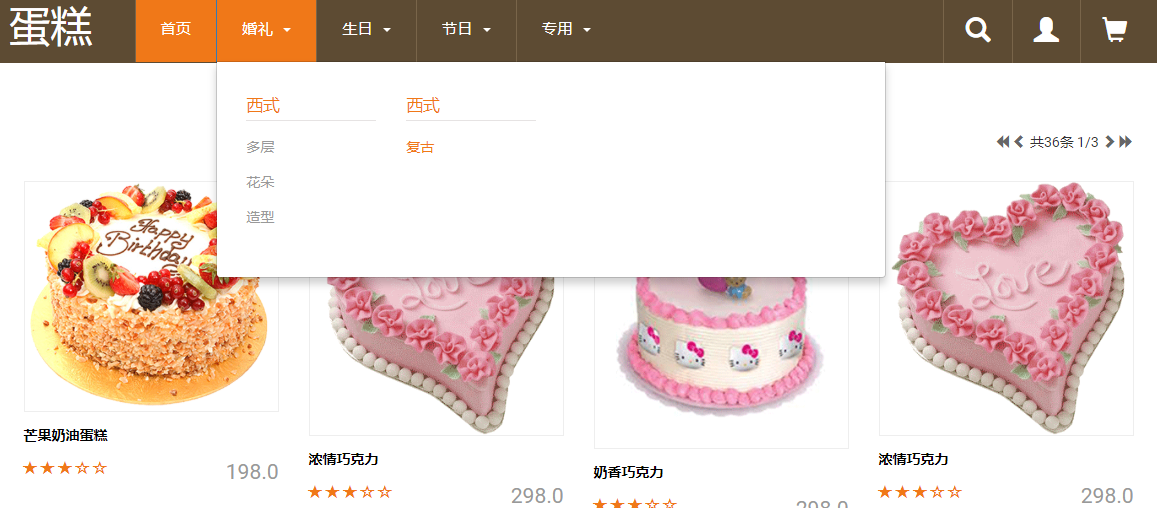 蛋糕 首页 婚礼 生日 节日 专用
西式 西式
多层 复古
花朵
造型
共36条 1/3
Happy
Birthday
Love
Love
芒果奶油蛋糕
198.0
浓情巧克力
298.0
奶香巧克力
298.0
浓情巧克力
298.0